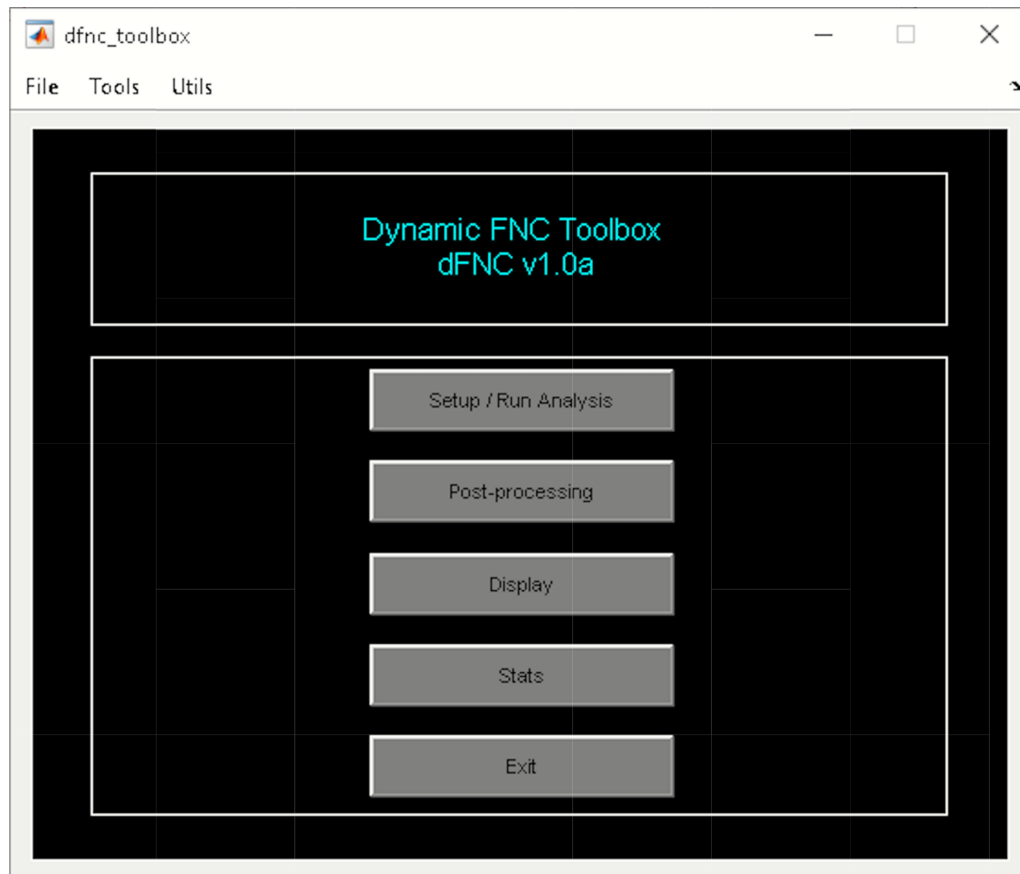 dfnc_toolbox
File Tools Utils
Dynamic FNC Toolbox
dFNC v1.0a
Setup / Run Analysis
Post-processing
Display
Stats
Exit